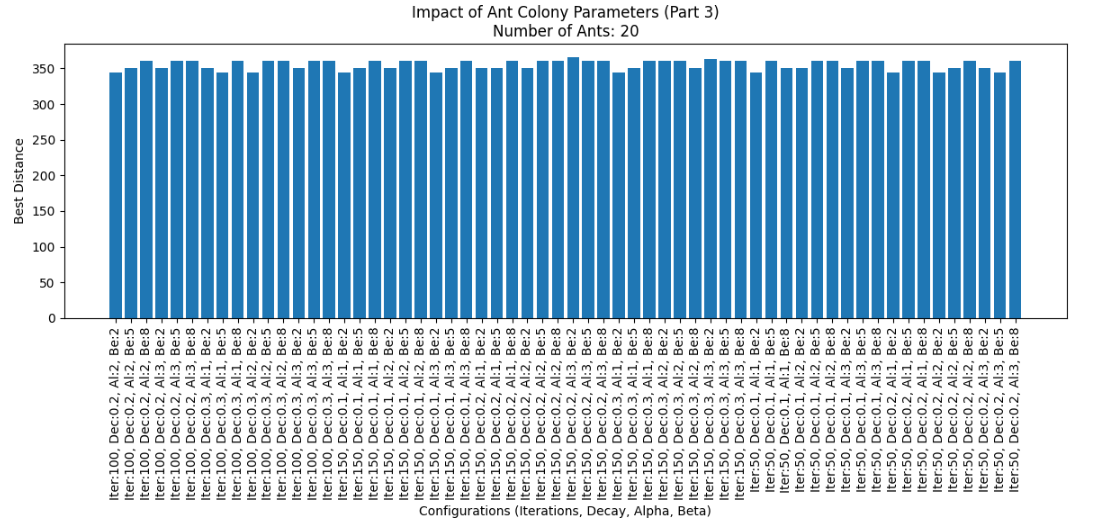 Impact of Ant Colony Parameters (Part 3)
Number of Ants: 20
Best Distance
350
300
250
200
150
100
50
0
Iter:100, Dec:0.2, Al:2, Be:2
Iter:100, Dec:0.2, Al:2, Be:5
Iter:100, Dec:0.2, Al:2, Be:8
Iter:100, Dec:0.2, Al:3, Be:2
Iter:100, Dec:0.2, Al:3, Be:5
Iter:100, Dec:0.2, Al:3, Be:8
Iter:100, Dec:0.3, Al:1, Be:2
Iter:100, Dec:0.3, Al:1, Be:5
Iter:100, Dec:0.3, Al:1, Be:8
Iter:100, Dec:0.3, Al:2, Be:2
Iter:100, Dec:0.3, Al:2, Be:5
Iter:100, Dec:0.3, Al:2, Be:8
Iter:100, Dec:0.3, Al:3, Be:2
Iter:100, Dec:0.3, Al:3, Be:5
Iter:100, Dec:0.3, Al:3, Be:8
Iter:150, Dec:0.1, Al:1, Be:2
Iter:150, Dec:0.1, Al:1, Be:5
Iter:150, Dec:0.1, Al:1, Be:8
Iter:150, Dec:0.1, Al:2, Be:2
Iter:150, Dec:0.1, Al:2, Be:5
Iter:150, Dec:0.1, Al:2, Be:8
Iter:150, Dec:0.1, Al:3, Be:2
Iter:150, Dec:0.1, Al:3, Be:5
Iter:150, Dec:0.1, Al:3, Be:8
Iter:150, Dec:0.2, Al:1, Be:2
Iter:150, Dec:0.2, Al:1, Be:5
Iter:150, Dec:0.2, Al:1, Be:8
Iter:150, Dec:0.2, Al:2, Be:2
Iter:150, Dec:0.2, Al:2, Be:5
Iter:150, Dec:0.2, Al:2, Be:8
Iter:150, Dec:0.2, Al:3, Be:2
Iter:150, Dec:0.2, Al:3, Be:5
Iter:150, Dec:0.2, Al:3, Be:8
Iter:150, Dec:0.3, Al:1, Be:2
Iter:150, Dec:0.3, Al:1, Be:5
Iter:150, Dec:0.3, Al:1, Be:8
Iter:150, Dec:0.3, Al:2, Be:2
Iter:150, Dec:0.3, Al:2, Be:5
Iter:150, Dec:0.3, Al:2, Be:8
Iter:150, Dec:0.3, Al:3, Be:2
Iter:150, Dec:0.3, Al:3, Be:5
Iter:150, Dec:0.3, Al:3, Be:8
Iter:50, Dec:0.1, Al:1, Be:2
Iter:50, Dec:0.1, Al:1, Be:5
Iter:50, Dec:0.1, Al:1, Be:8
Iter:50, Dec:0.1, Al:2, Be:2
Iter:50, Dec:0.1, Al:2, Be:5
Iter:50, Dec:0.1, Al:2, Be:8
Iter:50, Dec:0.1, Al:3, Be:2
Iter:50, Dec:0.1, Al:3, Be:5
Iter:50, Dec:0.1, Al:3, Be:8
Iter:50, Dec:0.2, Al:1, Be:2
Iter:50, Dec:0.2, Al:1, Be:5
Iter:50, Dec:0.2, Al:1, Be:8
Iter:50, Dec:0.2, Al:2, Be:2
Iter:50, Dec:0.2, Al:2, Be:5
Iter:50, Dec:0.2, Al:2, Be:8
Iter:50, Dec:0.2, Al:3, Be:2
Iter:50, Dec:0.2, Al:3, Be:5
Iter:50, Dec:0.2, Al:3, Be:8
Configurations (Iterations, Decay, Alpha, Beta)